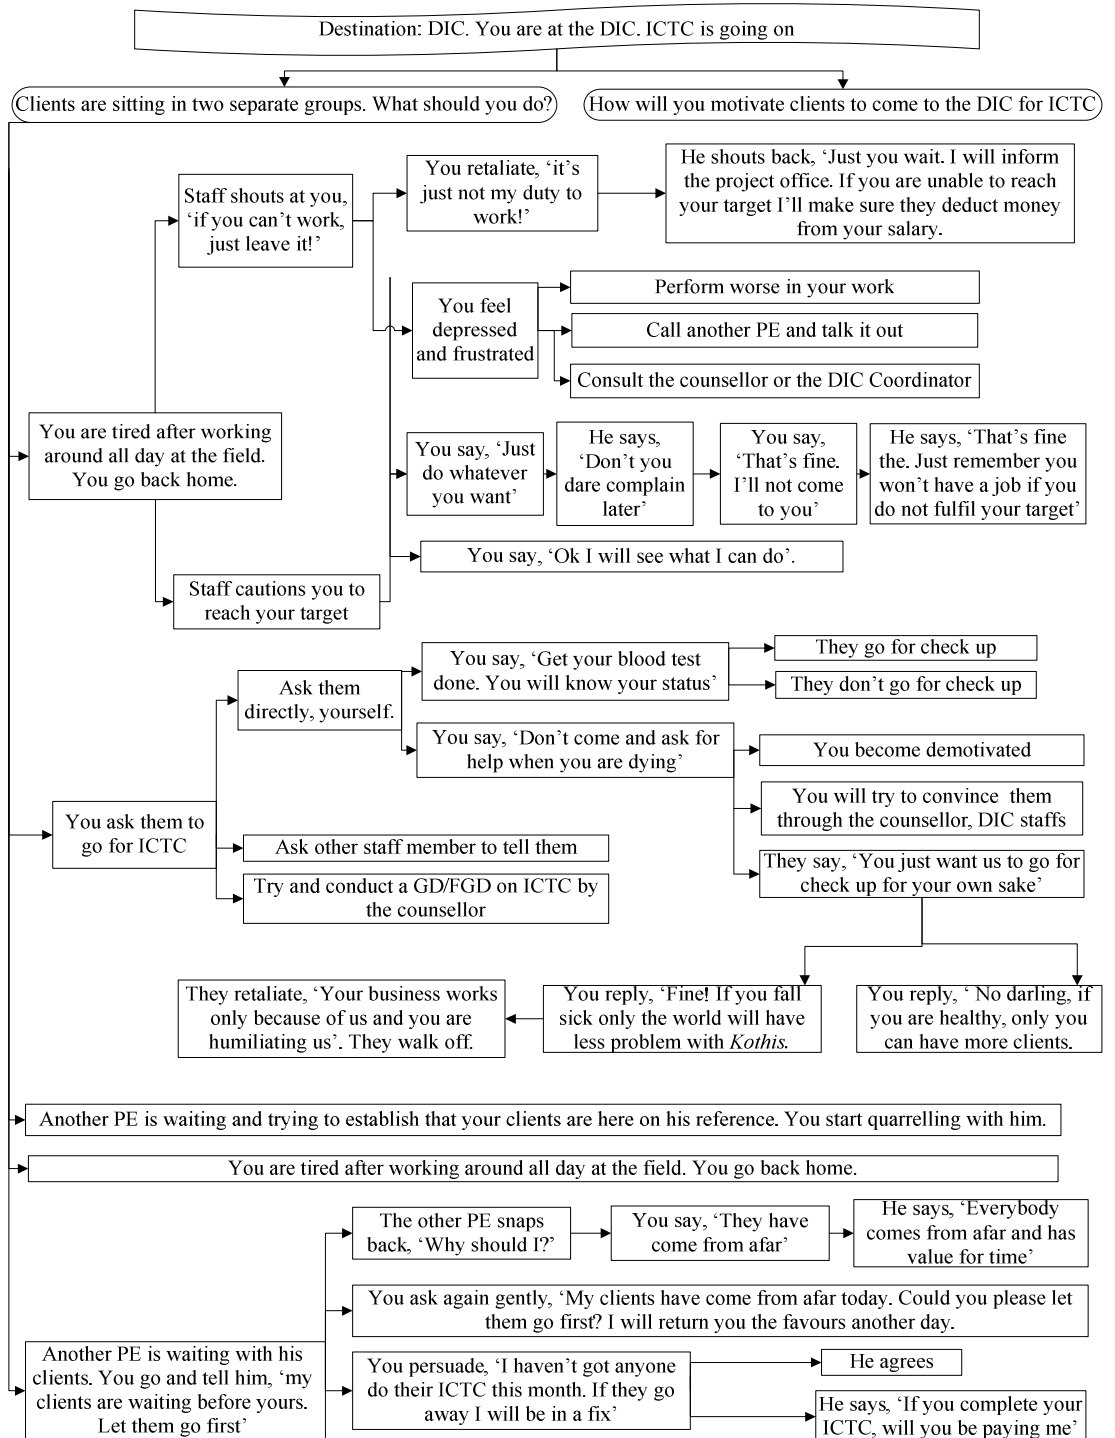 Destination: DIC. You are at the DIC. ICTC is going on
Clients are sitting in two separate groups. What should you do?
How will you motivate clients to come to the DIC for ICTC
Staff shouts at you,
‘if you can’t work,
just leave it!’
You retaliate, ‘it’s
just not my duty to
work!’
He shouts back, ‘Just you wait. I will inform
the project office. If you are unable to reach
your target I’ll make sure they deduct money
from your salary.
You feel
depressed
and frustrated
Perform worse in your work
Call another PE and talk it out
Consult the counsellor or the DIC Coordinator
You are tired after working
around all day at the field.
You go back home.
You say, ‘Just
do whatever
you want’
He says,
‘Don’t you
dare complain
later’
You say,
‘That’s fine.
I’ll not come
to you’
He says, ‘That’s fine
the. Just remember you
won’t have a job if you
do not fulfil your target’
You say, ‘Ok I will see what I can do’.
Staff cautions you to
reach your target
Ask them
directly, yourself.
You say, ‘Get your blood test
done. You will know your status’
They go for check up
They don’t go for check up
You say, ‘Don’t come and ask for
help when you are dying’
You become demotivated
You will try to convince them
through the counsellor, DIC staffs
They say, ‘You just want us to go for
check up for your own sake’
You ask them to
go for ICTC
Ask other staff member to tell them
Try and conduct a GD/FGD on ICTC by
the counsellor
They retaliate, ‘Your business works
only because of us and you are
humiliating us’. They walk off.
You reply, ‘Fine! If you fall
sick only the world will have
less problem with Kothis.
You reply, ‘ No darling, if
you are healthy, only you
can have more clients.
Another PE is waiting and trying to establish that your clients are here on his reference. You start quarrelling with him.
You are tired after working around all day at the field. You go back home.
The other PE snaps
back, ‘Why should I?’
You say, ‘They have
come from afar’
He says, ‘Everybody
comes from afar and has
value for time’
You ask again gently, ‘My clients have come from afar today. Could you please let
them go first? I will return you the favours another day.
Another PE is waiting with his
clients. You go and tell him, ‘my
clients are waiting before yours.
Let them go first’
You persuade, ‘I haven’t got anyone
do their ICTC this month. If they go
away I will be in a fix’
He agrees
He says, ‘If you complete your
ICTC, will you be paying me’